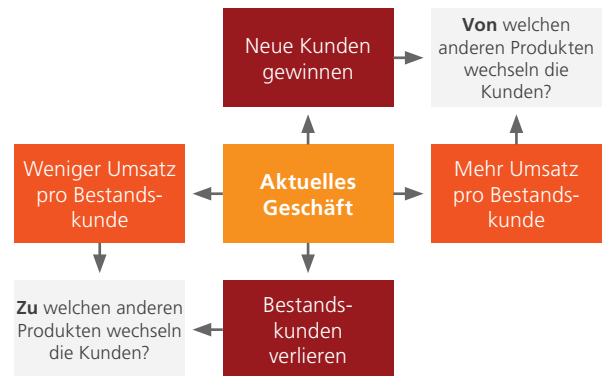 Neue Kunden
gewinnen
Von welchen
anderen Produkten
wechseln die
Kunden?
Weniger Umsatz
pro Bestands-
kunde
Aktuelles
Geschäft
Mehr Umsatz
pro Bestands-
kunde
Zu welchen anderen
Produkten wechseln
die Kunden?
Bestands-
kunden
verlieren